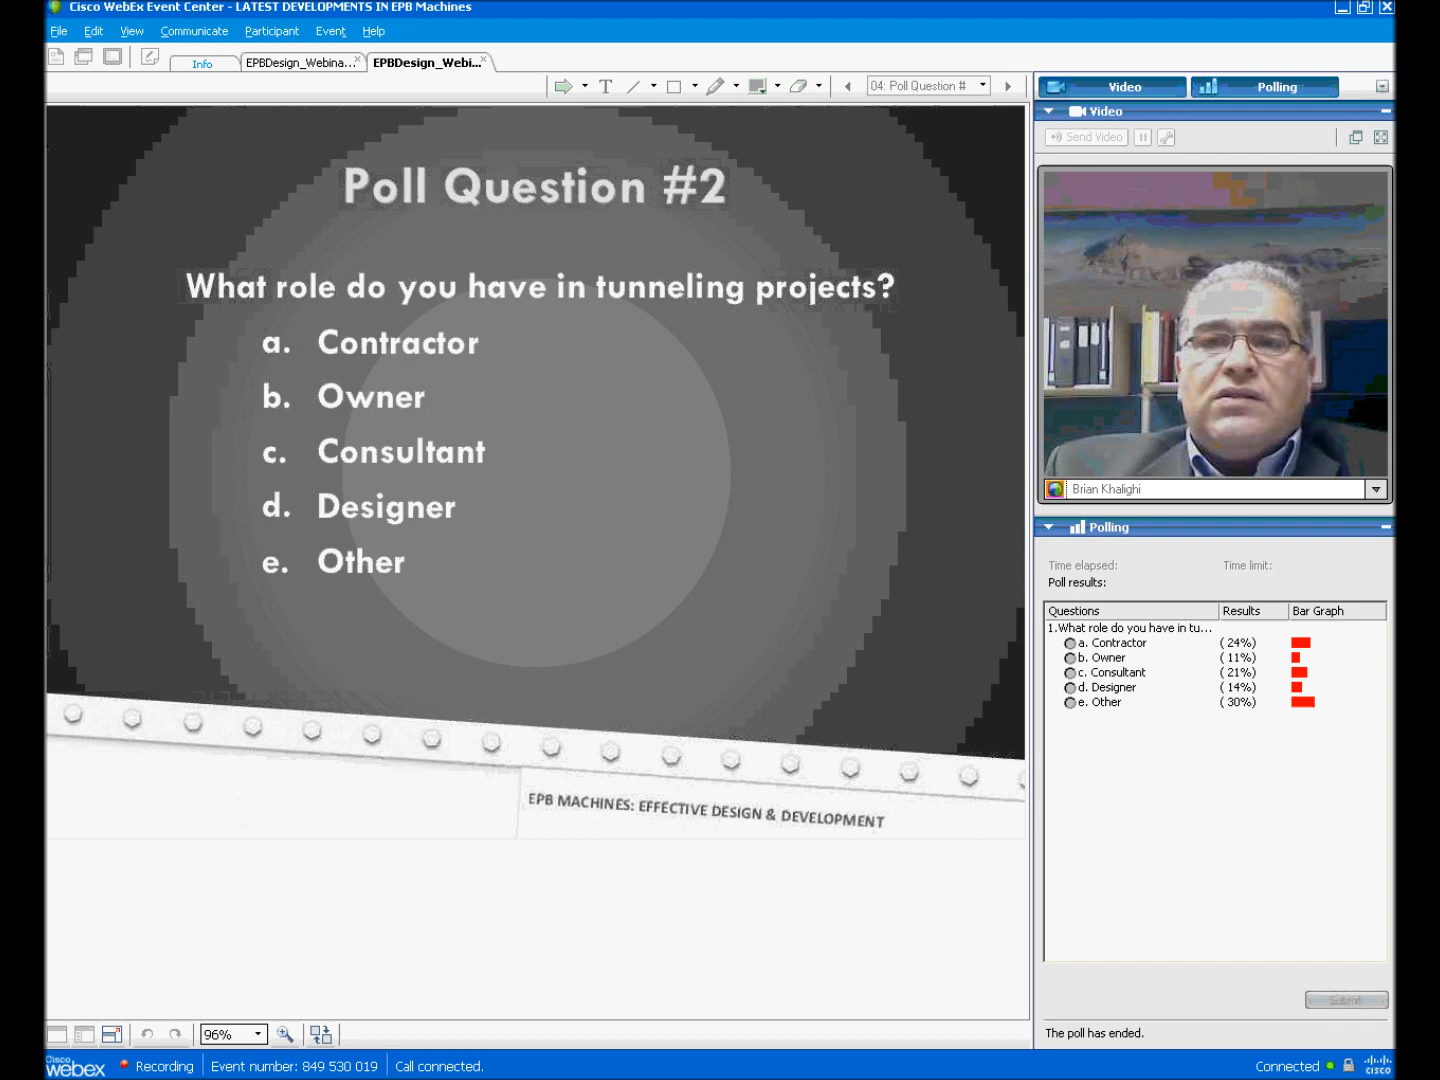 Cisco WebEx Event Center - LATEST DEVELOPMENTS IN EPB Machines
File Edit View Communicate Participant Event Help
Info EPBDesign_Webina... EPBDesign_Webi...
T 04: Poll Question #
Video Polling
Video
Send Video
Poll Question #2
What role do you have in tunneling projects?
a. Contractor
b. Owner
c. Consultant
d. Designer
e. Other
EPB MACHINES: EFFECTIVE DESIGN & DEVELOPMENT
Brian Khalighi
Polling
Time elapsed: Time limit:
Poll results:
Questions Results Bar Graph
1.What role do you have in tu...
a. Contractor ( 24%)
b. Owner ( 11%)
c. Consultant ( 21%)
d. Designer ( 14%)
e. Other ( 30%)
Submit
The poll has ended.
96%
Cisco webex Recording Event number: 849 530 019 Call connected. Connected CISCO